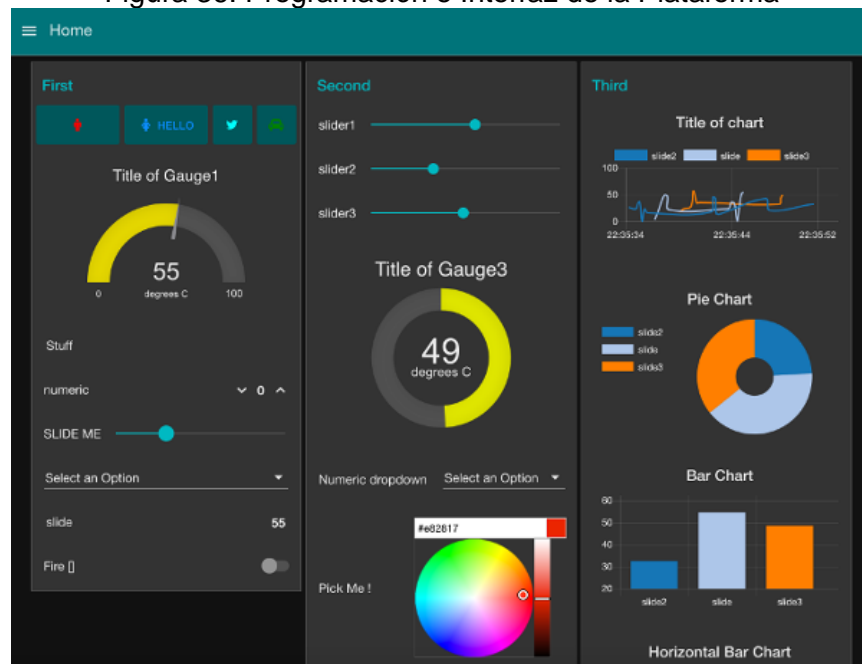 Home
First
HELLO
Title of Gauge1
55
degrees C
0
100
Stuff
numeric
0
SLIDE ME
Select an Option
slide
55
Fire []
Second
slider1
slider2
slider3
Title of Gauge3
49
degrees C
Numeric dropdown Select an Option
#e82817
Pick Me !
Third
Title of chart
slide2 slide slide3
100
50
0
22:35:34 22:35:44 22:35:52
Pie Chart
slide2
slide
slide3
Bar Chart
60
50
40
30
20
slide2 slide slide3
Horizontal Bar Chart